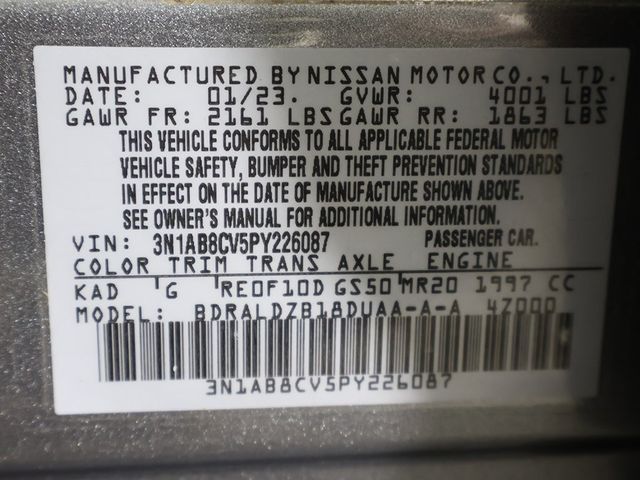 MANUFACTURED BY NISSAN MOTOR CO., LTD.
DATE: 01/23. GVWR: 4001 LBS
GAWR FR: 2161 LBS GAWR RR: 1863 LBS
THIS VEHICLE CONFORMS TO ALL APPLICABLE FEDERAL MOTOR
VEHICLE SAFETY, BUMPER AND THEFT PREVENTION STANDARDS
IN EFFECT ON THE DATE OF MANUFACTURE SHOWN ABOVE.
SEE OWNER'S MANUAL FOR ADDITIONAL INFORMATION.
VIN: 3N1AB8CV5PY226087 PASSENGER CAR.
COLOR TRIM TRANS AXLE ENGINE
KAD G RE0F10D GS50 MR20 1997 CC
MODEL: BDRALDZB18DUAA-A-A 4Z000
3N1AB8CV5PY226087